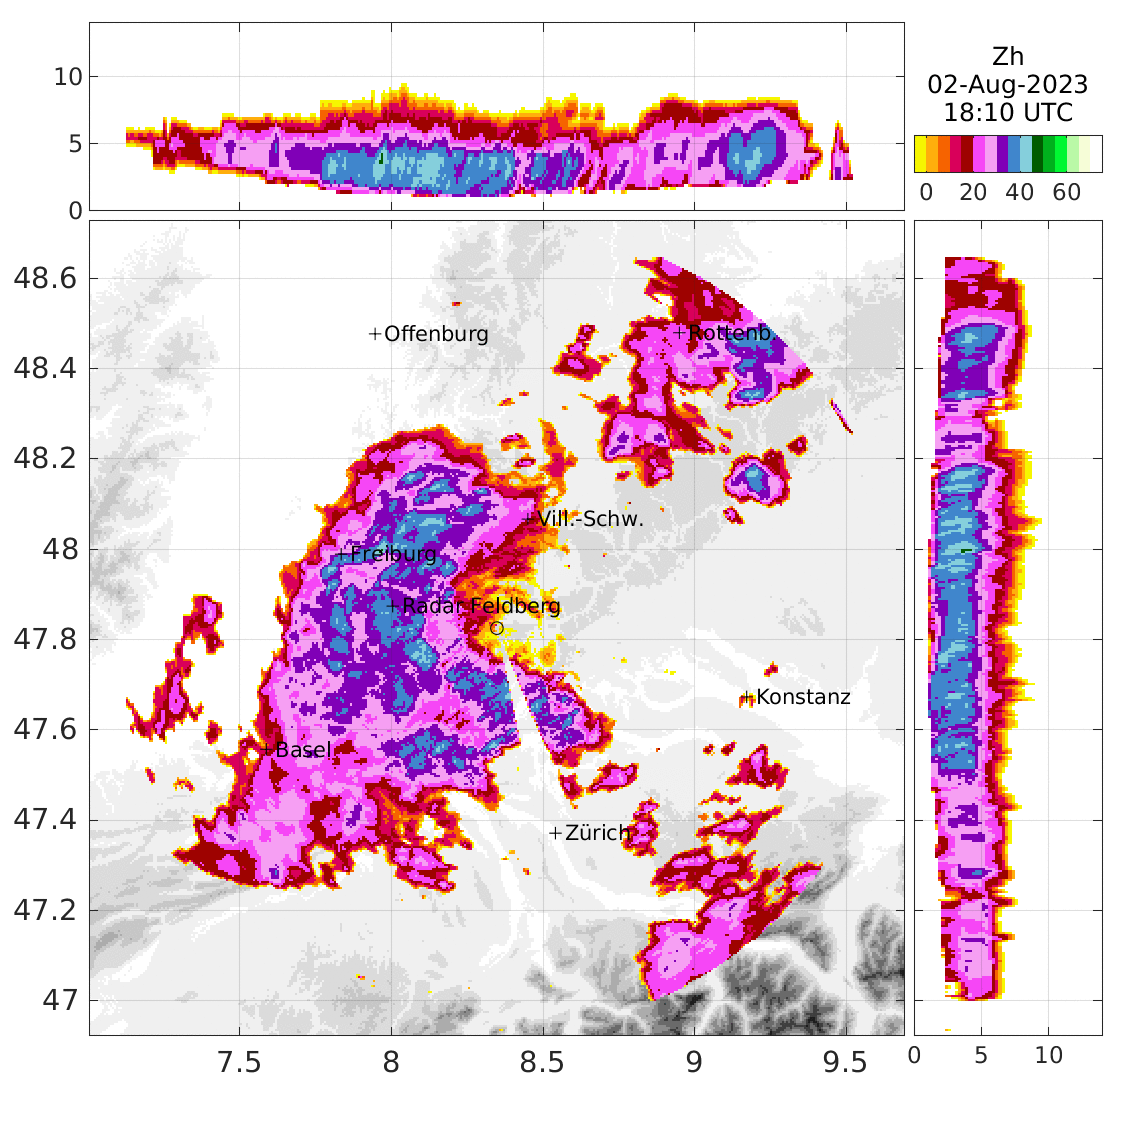 10
5
0
Zh
02-Aug-2023
18:10 UTC
0 20 40 60
48.6
48.4
48.2
48
47.8
47.6
47.4
47.2
47
Offenburg
Rottenb.
Vill.-Schw.
Freiburg
Radar Feldberg
Konstanz
Basel
Zürich
7.5 8 8.5 9 9.5
0 5 10